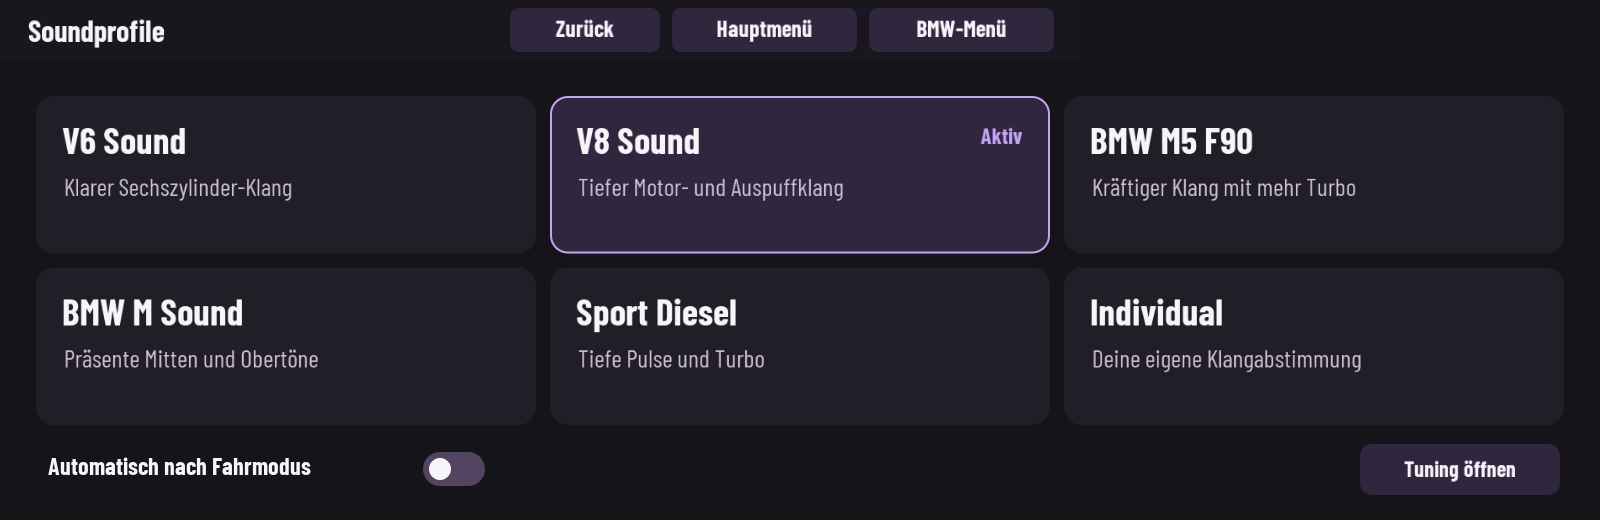 Soundprofile
Zurück
Hauptmenü
BMW-Menü
V6 Sound
Klarer Sechszylinder-Klang
V8 Sound
Aktiv
Tiefer Motor- und Auspuffklang
BMW M5 F90
Kräftiger Klang mit mehr Turbo
BMW M Sound
Präsente Mitten und Obertöne
Sport Diesel
Tiefe Pulse und Turbo
Individual
Deine eigene Klangabstimmung
Automatisch nach Fahrmodus
Tuning öffnen